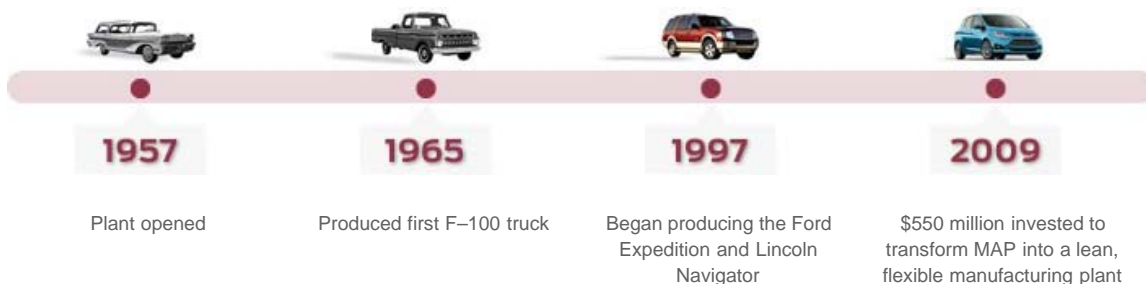 1957
1965
1997
2009
Plant opened
Produced first F–100 truck
Began producing the Ford
Expedition and Lincoln
Navigator
$550 million invested to
transform MAP into a lean,
flexible manufacturing plant